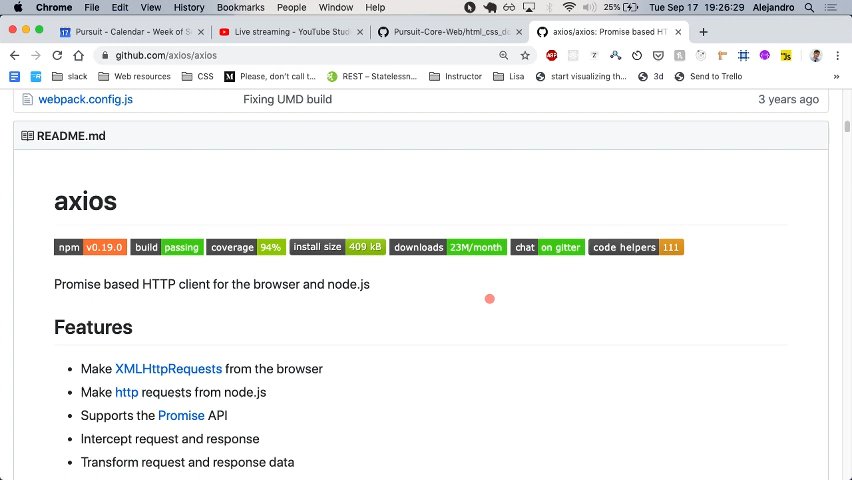 Chrome File Edit View History Bookmarks People Window Help 25% Tue Sep 17 19:26:29 Alejandro
Pursuit - Calendar - Week of S
Live streaming - YouTube Studi
Pursuit-Core-Web/html_css_do
axios/axios: Promise based HT
github.com/axios/axios
ABP
JS
slack
Web resources
CSS
Please, don't call t...
REST – Statelessn...
Instructor
Lisa
start visualizing th...
3d
Send to Trello
webpack.config.js Fixing UMD build 3 years ago
README.md
axios
npm v0.19.0 build passing coverage 94% install size 409 kB downloads 23M/month chat on gitter code helpers 111
Promise based HTTP client for the browser and node.js
Features
Make XMLHttpRequests from the browser
Make http requests from node.js
Supports the Promise API
Intercept request and response
Transform request and response data